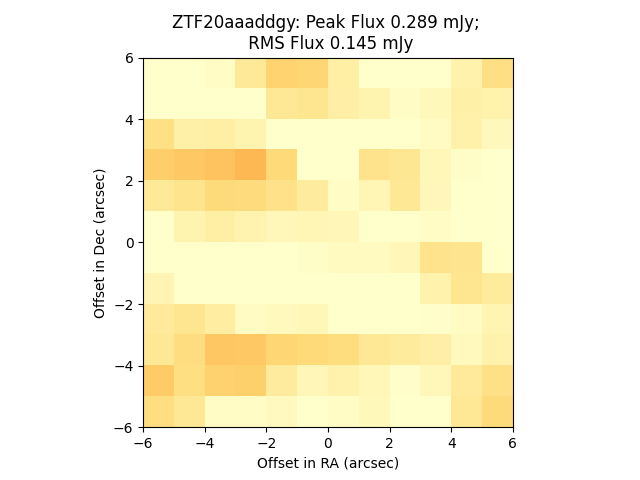 ZTF20aaaddgy: Peak Flux 0.289 mJy;
RMS Flux 0.145 mJy
6
4
2
0
−2
−4
−6
Offset in Dec (arcsec)
−6 −4 −2 0 2 4 6
Offset in RA (arcsec)